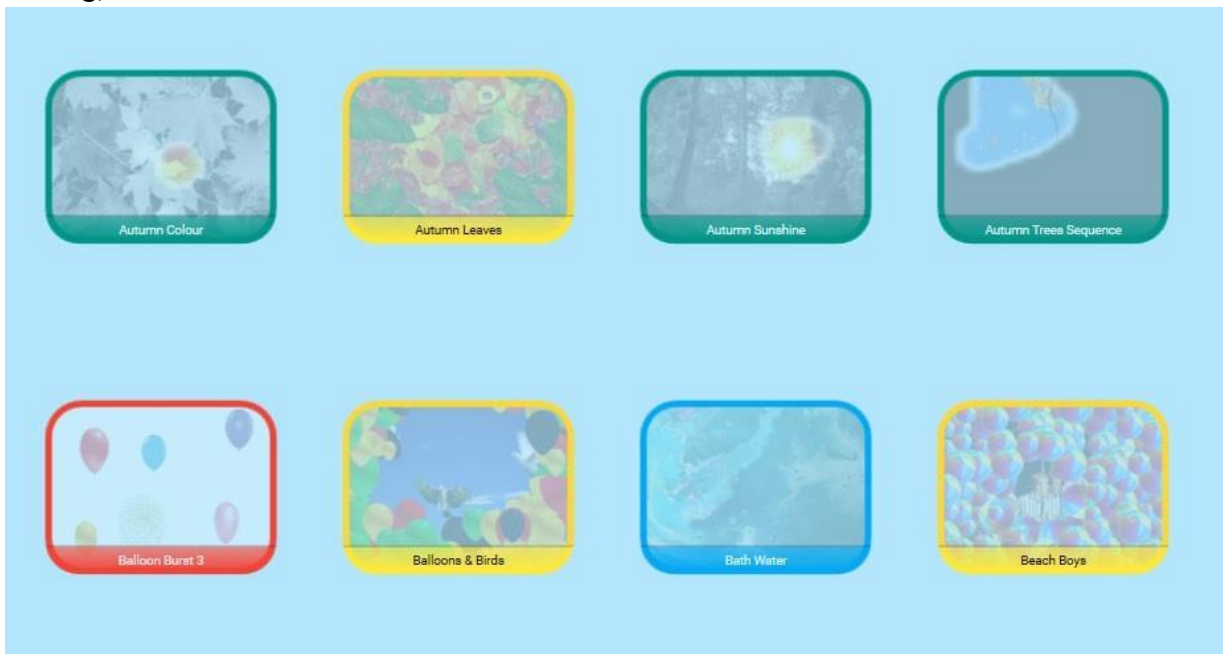 Autumn Colour
Autumn Leaves
Autumn Sunshine
Autumn Trees Sequence
Balloon Burst 3
Balloons & Birds
Bath Water
Beach Boys